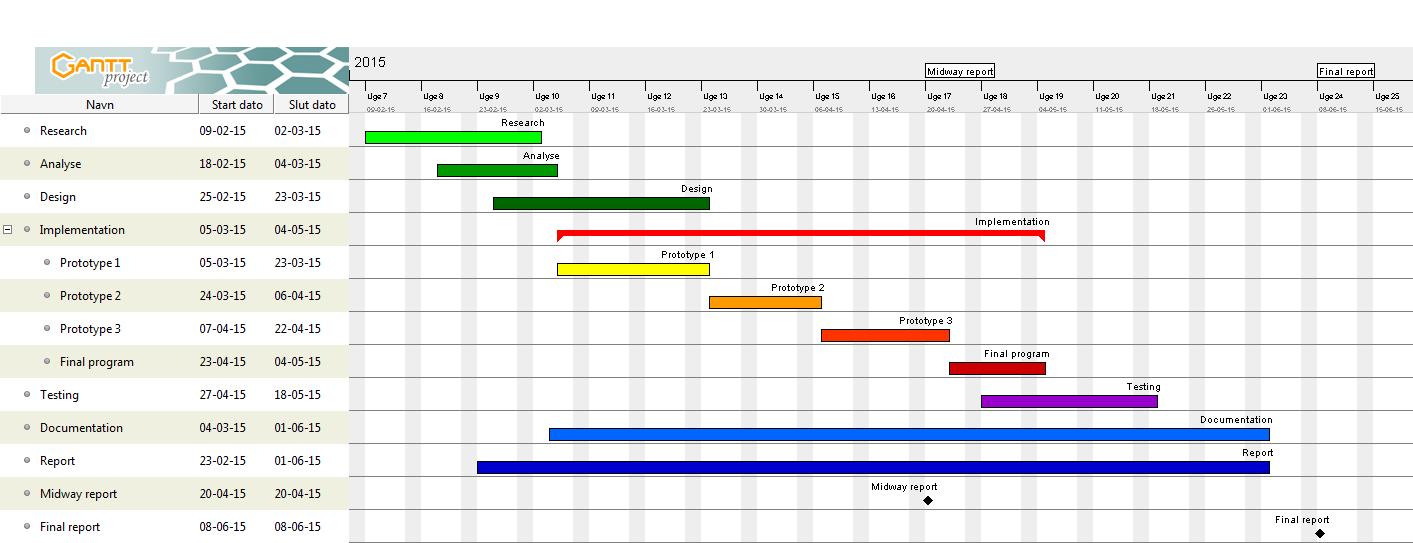 GANTT
project
2015
Midway report Final report
Navn Start dato Slut dato
Uge 7 Uge 8 Uge 9 Uge 10 Uge 11 Uge 12 Uge 13 Uge 14 Uge 15 Uge 16 Uge 17 Uge 18 Uge 19 Uge 20 Uge 21 Uge 22 Uge 23 Uge 24 Uge 25
09-02-15 16-02-15 23-02-15 02-03-15 09-03-15 16-03-15 23-03-15 30-03-15 06-04-15 13-04-15 20-04-15 27-04-15 04-05-15 11-05-15 18-05-15 25-05-15 01-06-15 08-06-15 15-06-15
Research 09-02-15 02-03-15 Research
Analyse 18-02-15 04-03-15 Analyse
Design 25-02-15 23-03-15 Design
Implementation 05-03-15 04-05-15 Implementation
Prototype 1 05-03-15 23-03-15 Prototype 1
Prototype 2 24-03-15 06-04-15 Prototype 2
Prototype 3 07-04-15 22-04-15 Prototype 3
Final program 23-04-15 04-05-15 Final program
Testing 27-04-15 18-05-15 Testing
Documentation 04-03-15 01-06-15 Documentation
Report 23-02-15 01-06-15 Report
Midway report 20-04-15 20-04-15 Midway report
Final report 08-06-15 08-06-15 Final report